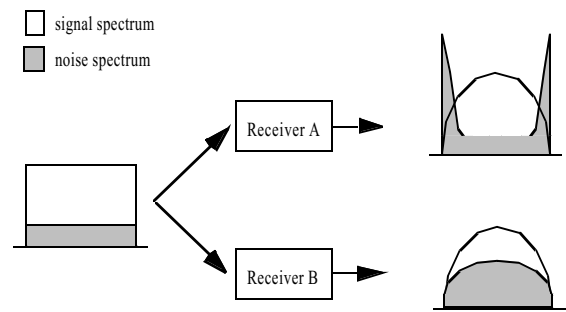 signal spectrum
noise spectrum
Receiver A
Receiver B